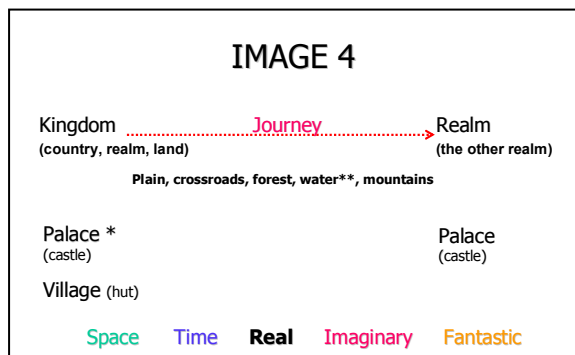 IMAGE 4
Kingdom Journey Realm
(country, realm, land) (the other realm)
Plain, crossroads, forest, water**, mountains
Palace * Palace
(castle) (castle)
Village (hut)
Space Time Real Imaginary Fantastic